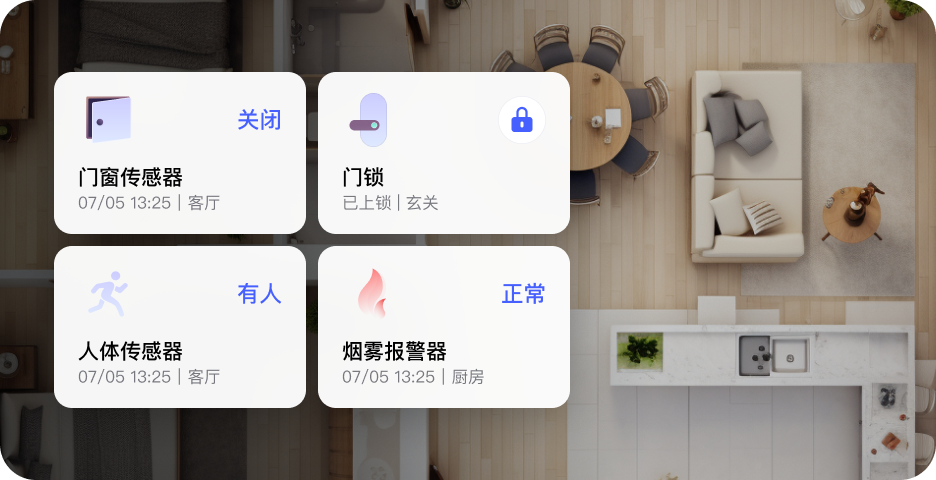 关闭
门窗传感器
07/05 13:25 | 客厅
门锁
已上锁 | 玄关
有人
人体传感器
07/05 13:25 | 客厅
正常
烟雾报警器
07/05 13:25 | 厨房